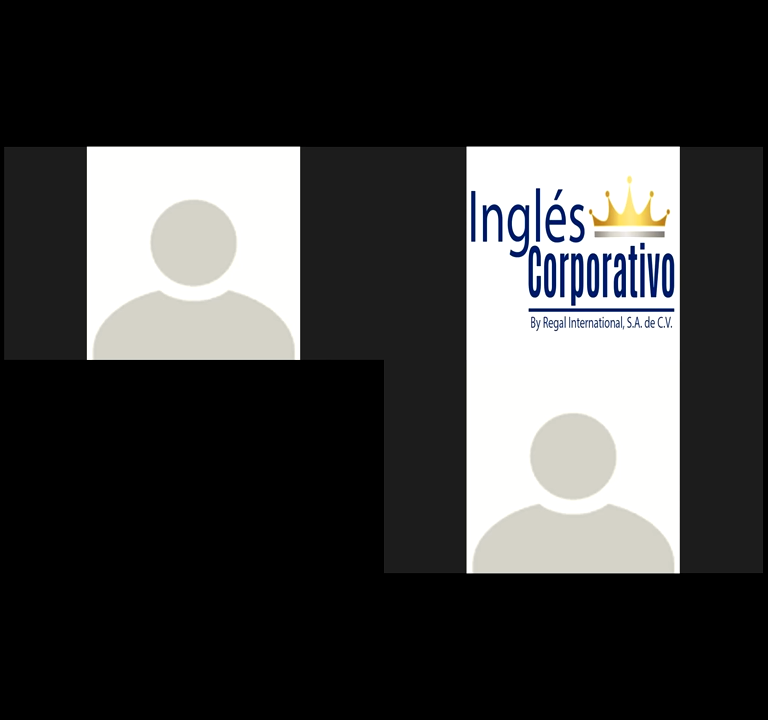 Inglés
Corporativo
By Regal International, S.A. de C.V.